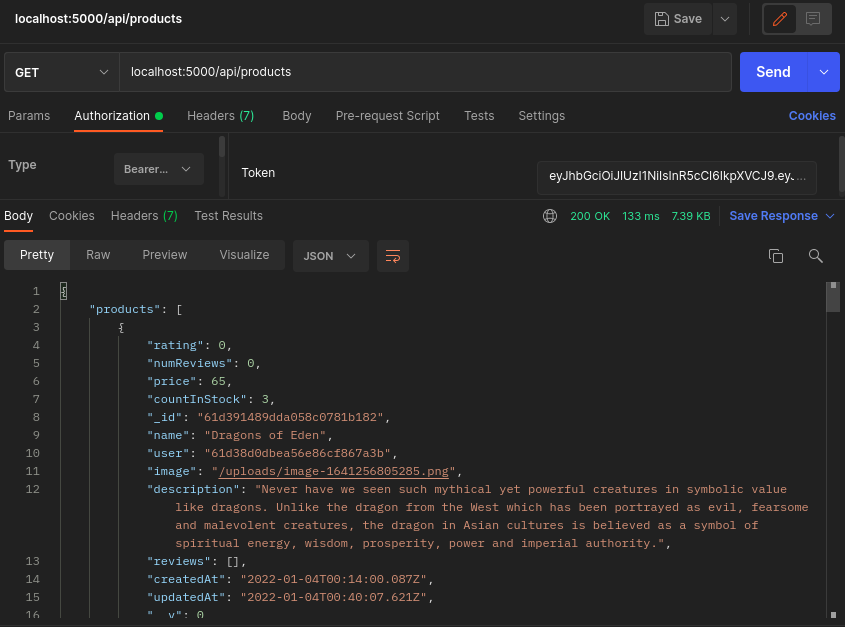 localhost:5000/api/products
Save
GET
localhost:5000/api/products
Send
Params Authorization Headers (7) Body Pre-request Script Tests Settings Cookies
Type
Bearer...
Token
eyJhbGciOiJIUzI1NiIsInR5cCI6IkpXVCJ9.ey. ...
Body Cookies Headers (7) Test Results 200 OK 133 ms 7.39 KB Save Response
Pretty Raw Preview Visualize JSON
1 {
2 "products": [
3 {
4 "rating": 0,
5 "numReviews": 0,
6 "price": 65,
7 "countInStock": 3,
8 "_id": "61d391489dda058c0781b182",
9 "name": "Dragons of Eden",
10 "user": "61d38d0dbea56e86cf867a3b",
11 "image": "/uploads/image-1641256805285.png",
12 "description": "Never have we seen such mythical yet powerful creatures in symbolic value
like dragons. Unlike the dragon from the West which has been portrayed as evil, fearsome
and malevolent creatures, the dragon in Asian cultures is believed as a symbol of
spiritual energy, wisdom, prosperity, power and imperial authority.",
13 "reviews": [],
14 "createdAt": "2022-01-04T00:14:00.087Z",
15 "updatedAt": "2022-01-04T00:40:07.621Z",
16 "__v": 0